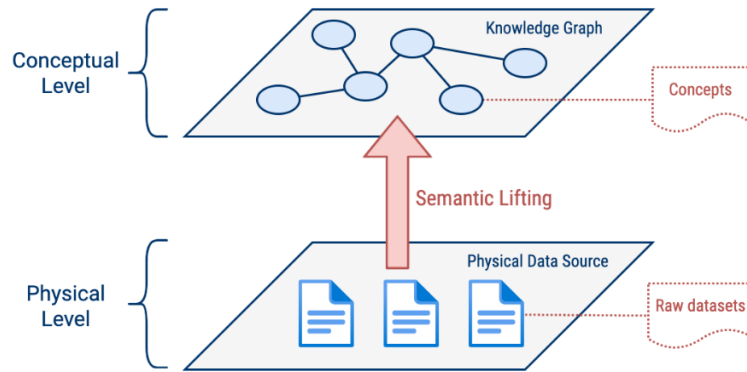 Knowledge Graph
Conceptual
Level
Concepts
Semantic Lifting
Physical Data Source
Physical
Level
Raw datasets